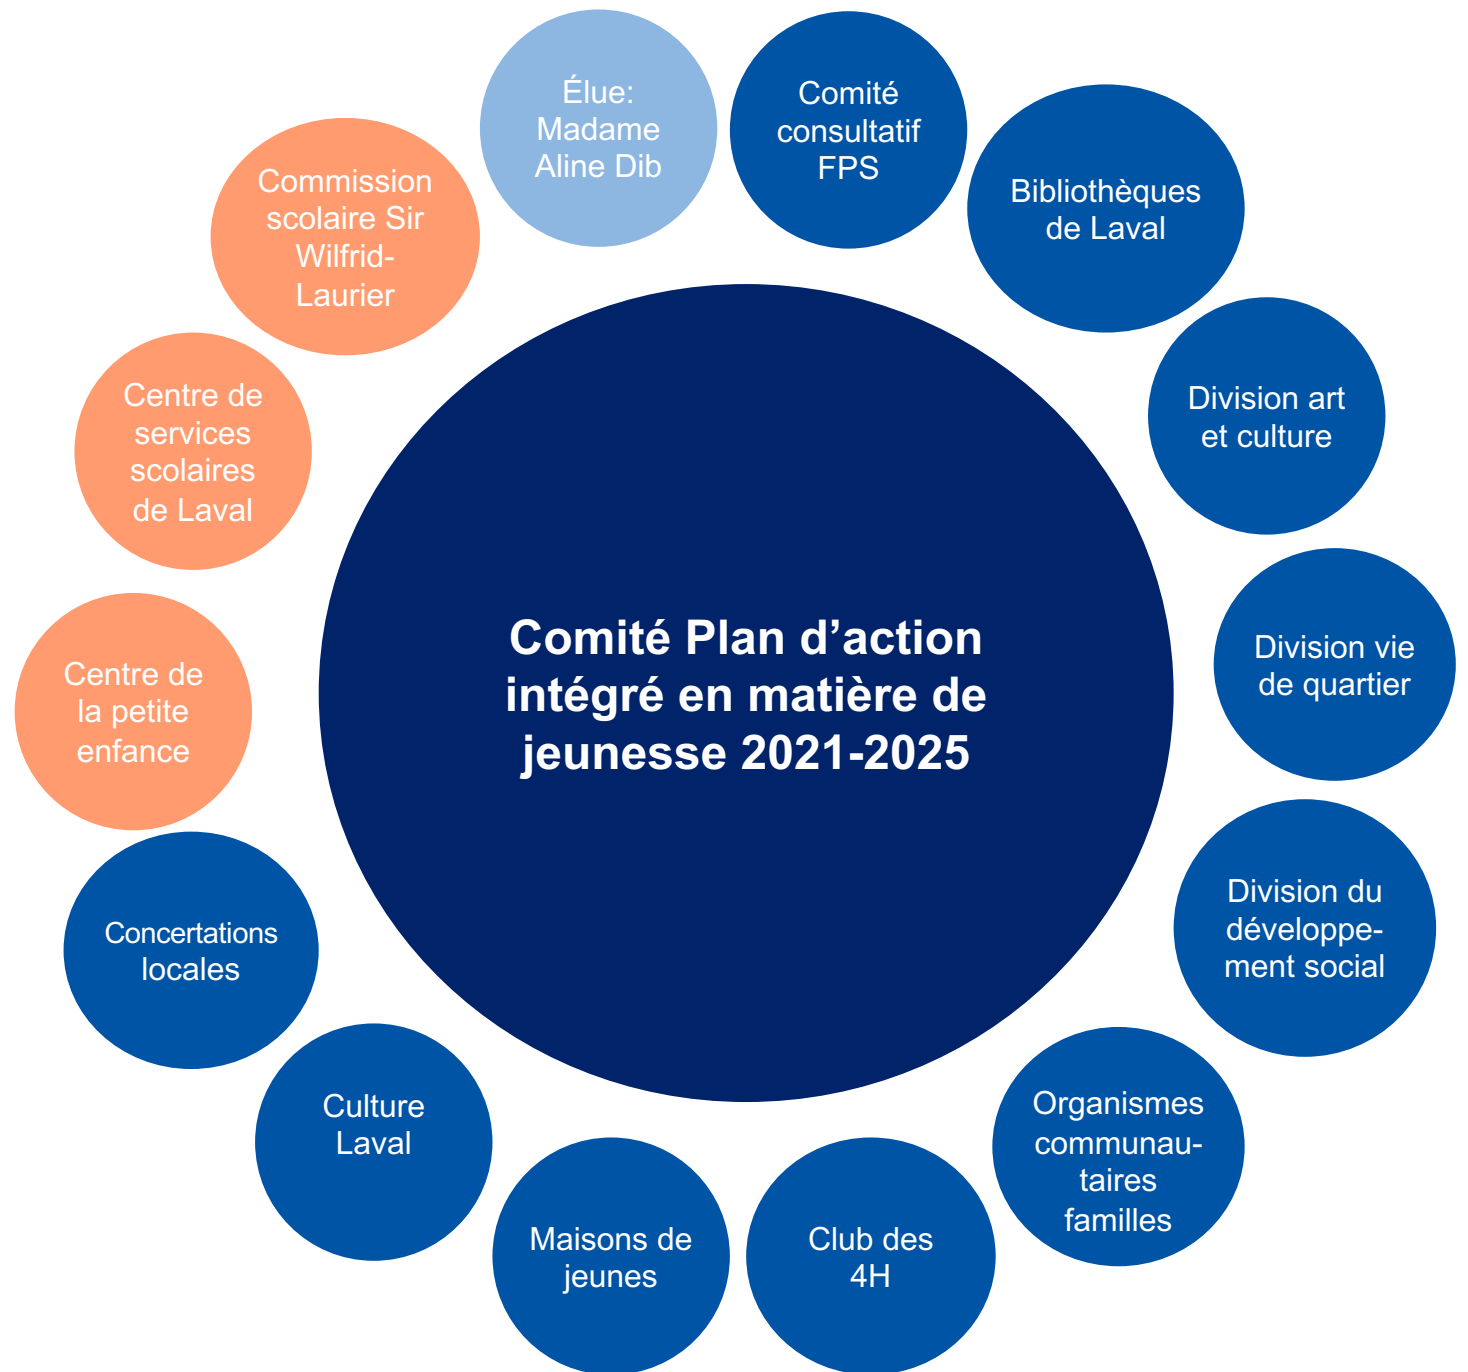 Élue:
Madame
Aline Dib
Comité
consultatif
FPS
Bibliothèques
de Laval
Division art
et culture
Division vie
de quartier
Division du
développe-
ment social
Organismes
communau-
taires
familles
Club des
4H
Maisons de
jeunes
Culture
Laval
Concertations
locales
Centre de
la petite
enfance
Centre de
services
scolaires
de Laval
Commission
scolaire Sir
Wilfrid-
Laurier
Comité Plan d’action
intégré en matière de
jeunesse 2021-2025